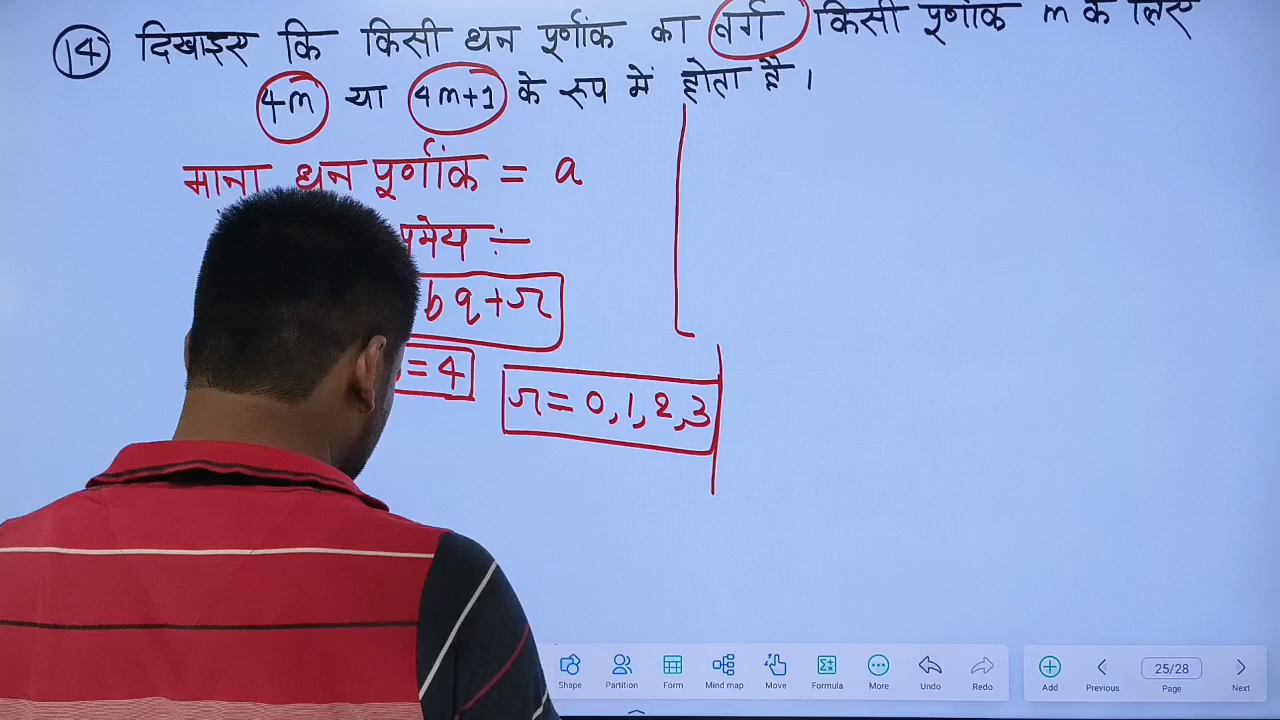 14 दिखाइए कि किसी धन पूर्णांक का वर्ग किसी पूर्णांक m के लिए
4m या 4m+1 के रूप में होता है।
माना धन पूर्णांक = a
प्रमेय :-
bq+r
= 4
r = 0,1,2,3
Shape Partition Form Mind map Move Formula More Undo Redo Add Previous 25/28 Page Next